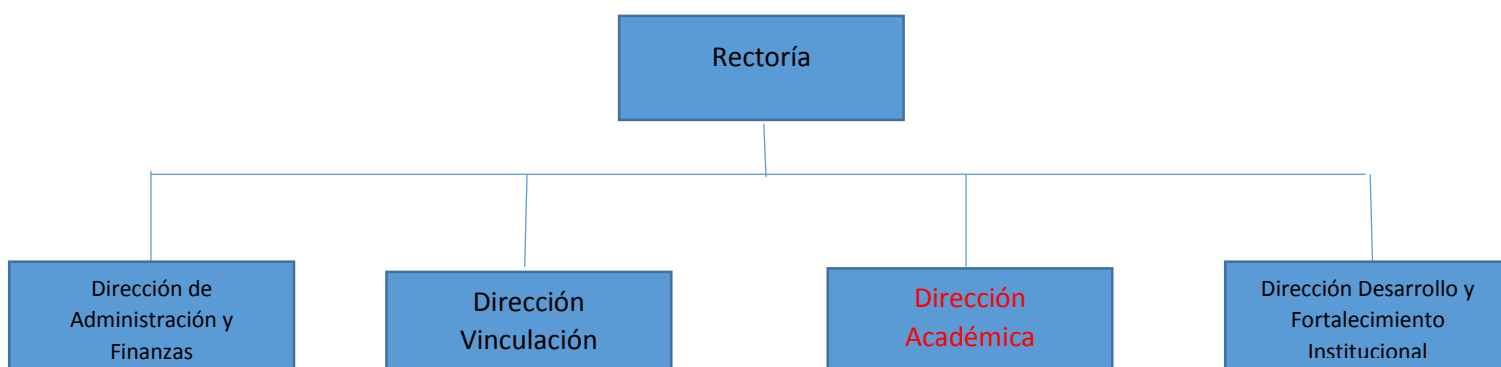 Rectoría
Dirección de
Administración y
Finanzas
Dirección
Vinculación
Dirección
Académica
Dirección Desarrollo y
Fortalecimiento
Institucional